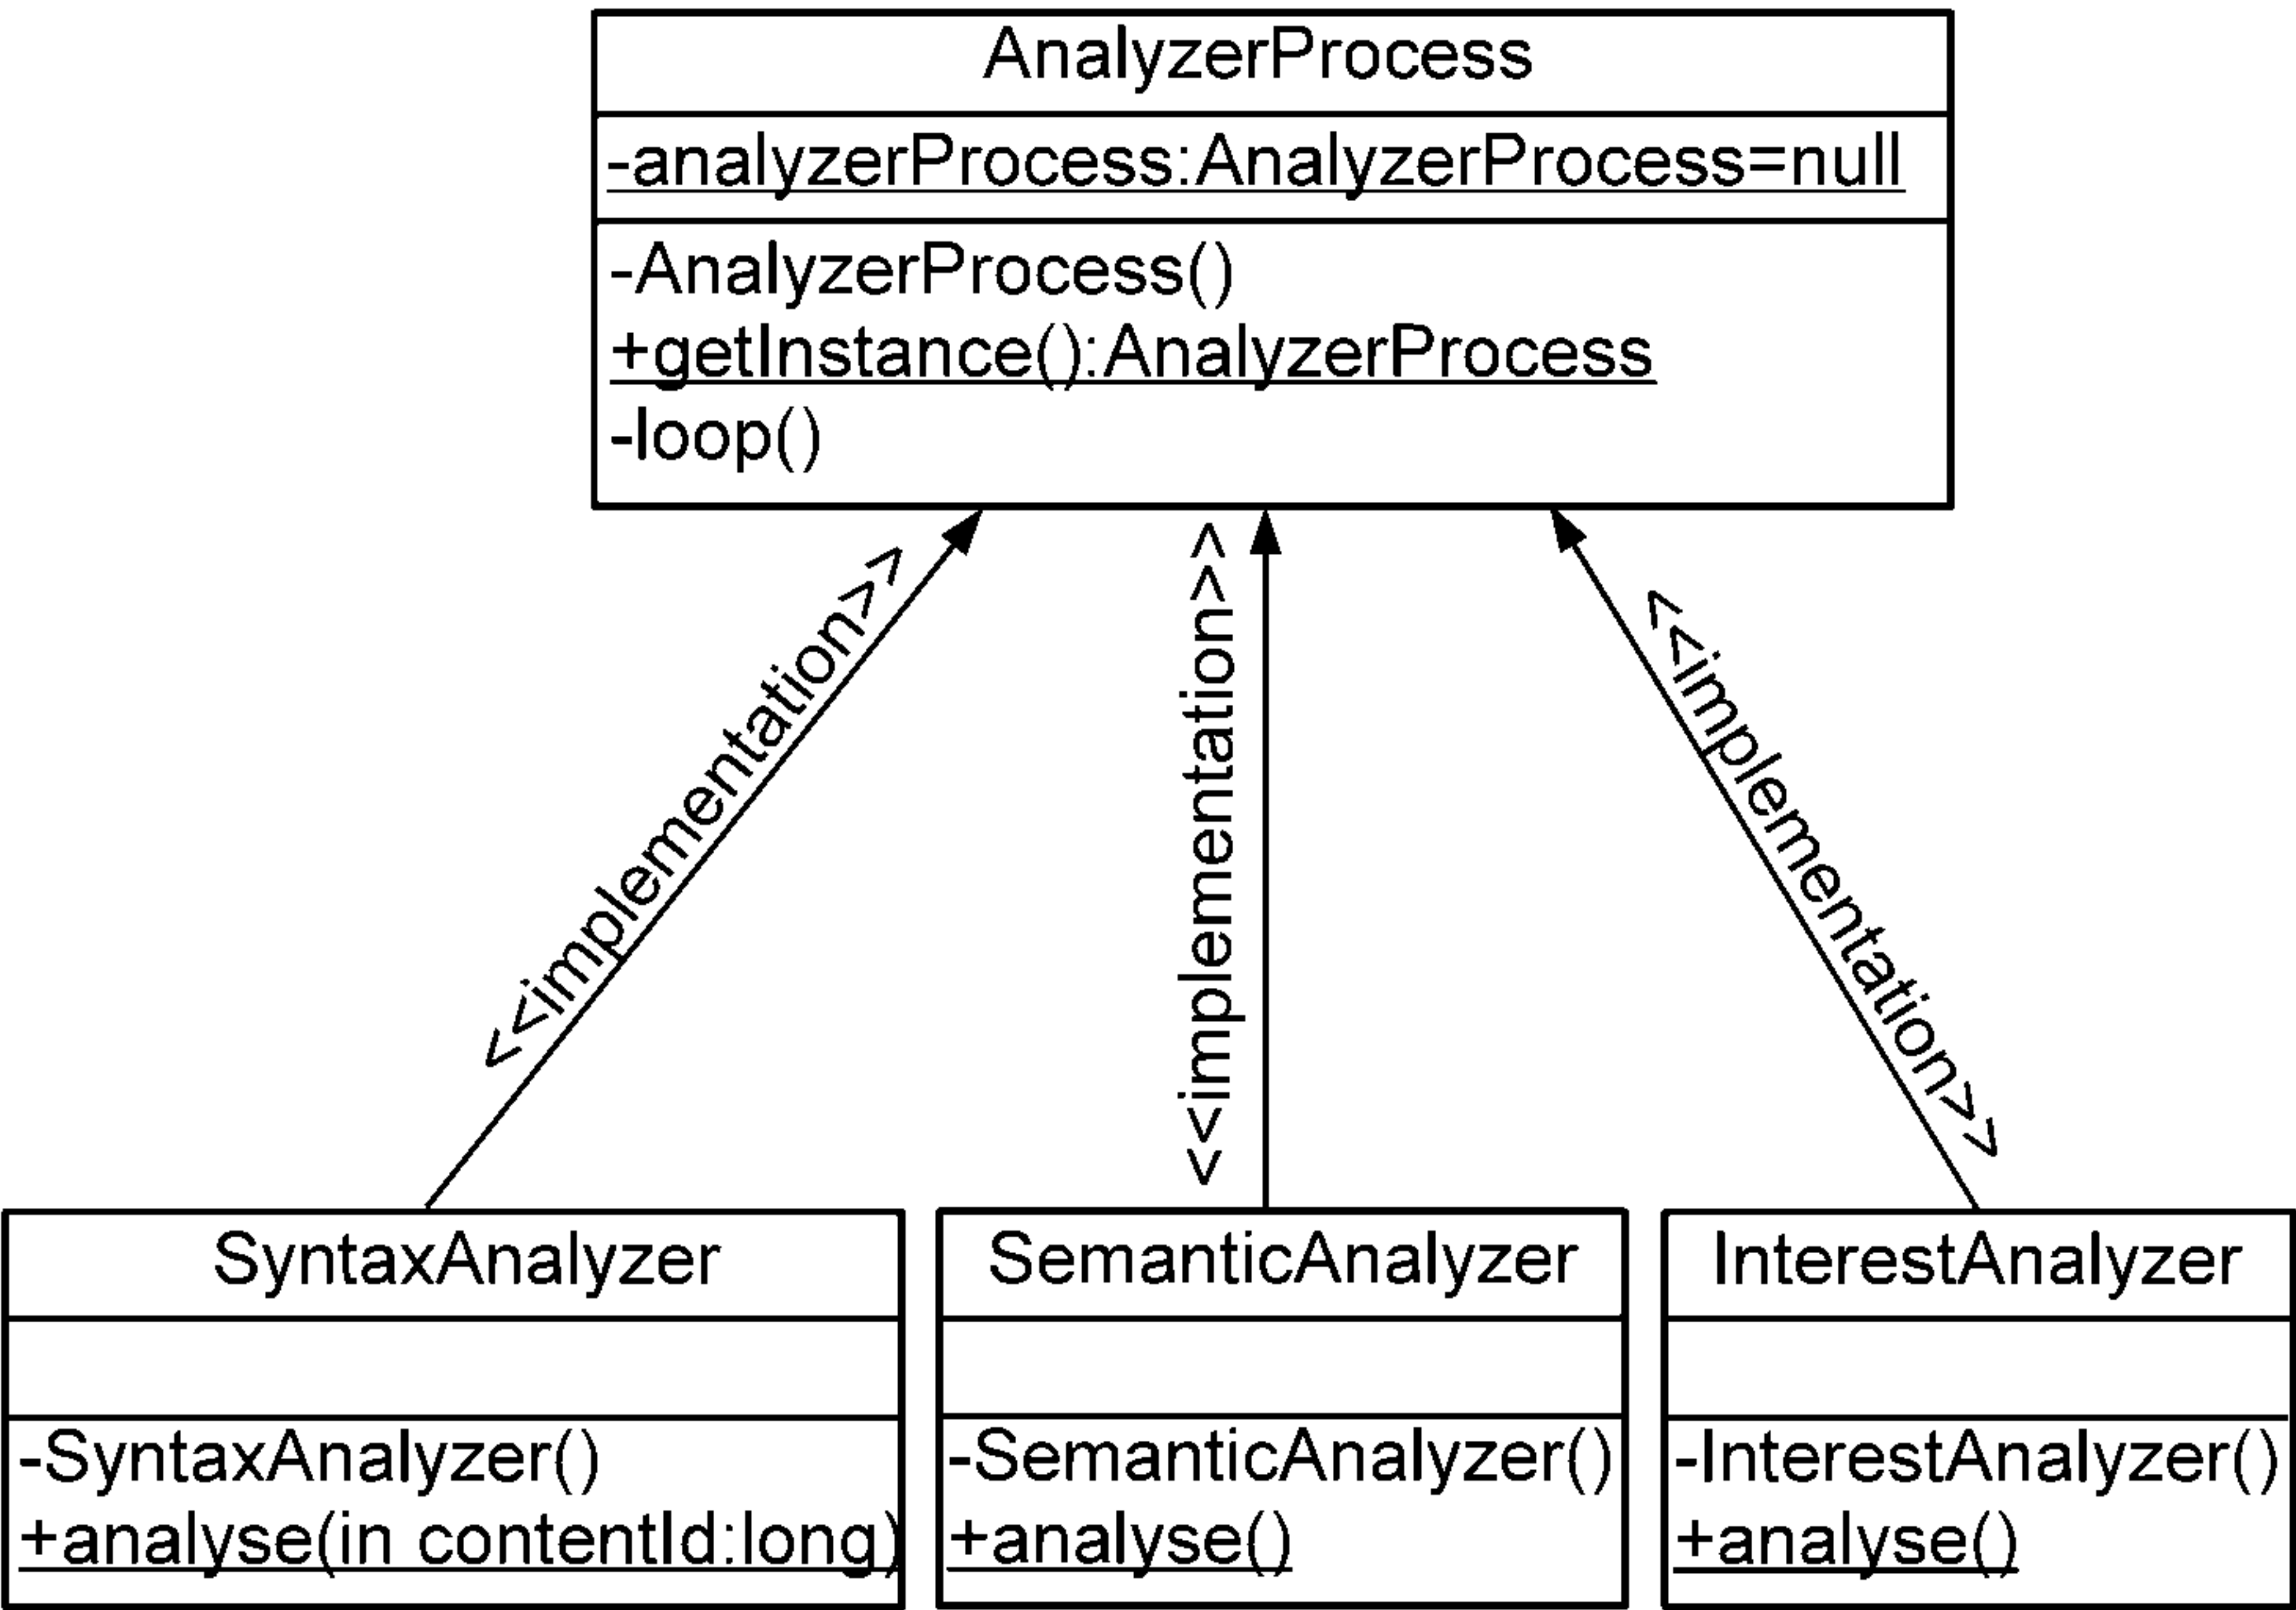 AnalyzerProcess
-analyzerProcess:AnalyzerProcess=null
-AnalyzerProcess()
+getInstance():AnalyzerProcess
-loop()
<<implementation>>
<<implementation>>
<<implementation>>
SyntaxAnalyzer
-SyntaxAnalyzer()
+analyse(in contentId:long)
SemanticAnalyzer
-SemanticAnalyzer()
+analyse()
InterestAnalyzer
-InterestAnalyzer()
+analyse()